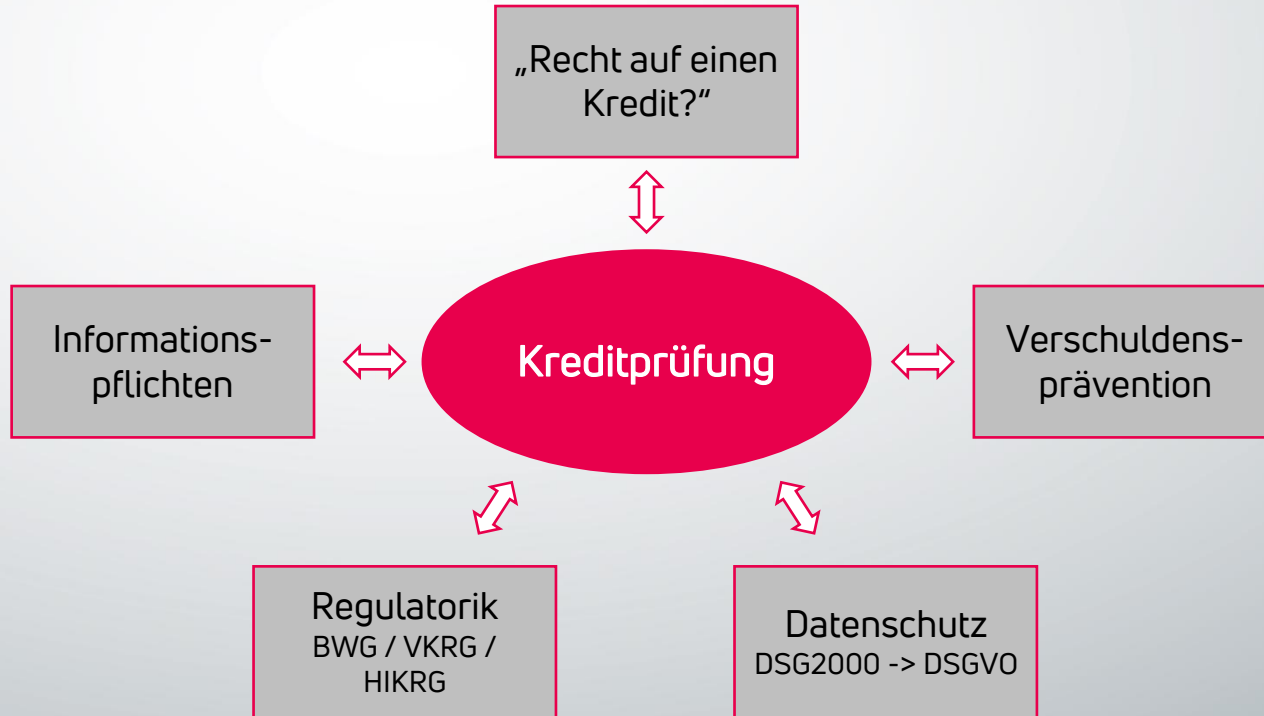 „Recht auf einen
Kredit?“
Informations-
pflichten
Kreditprüfung
Verschuldens-
prävention
Regulatorik
BWG / VKRG /
HIKRG
Datenschutz
DSG2000 -> DSGVO